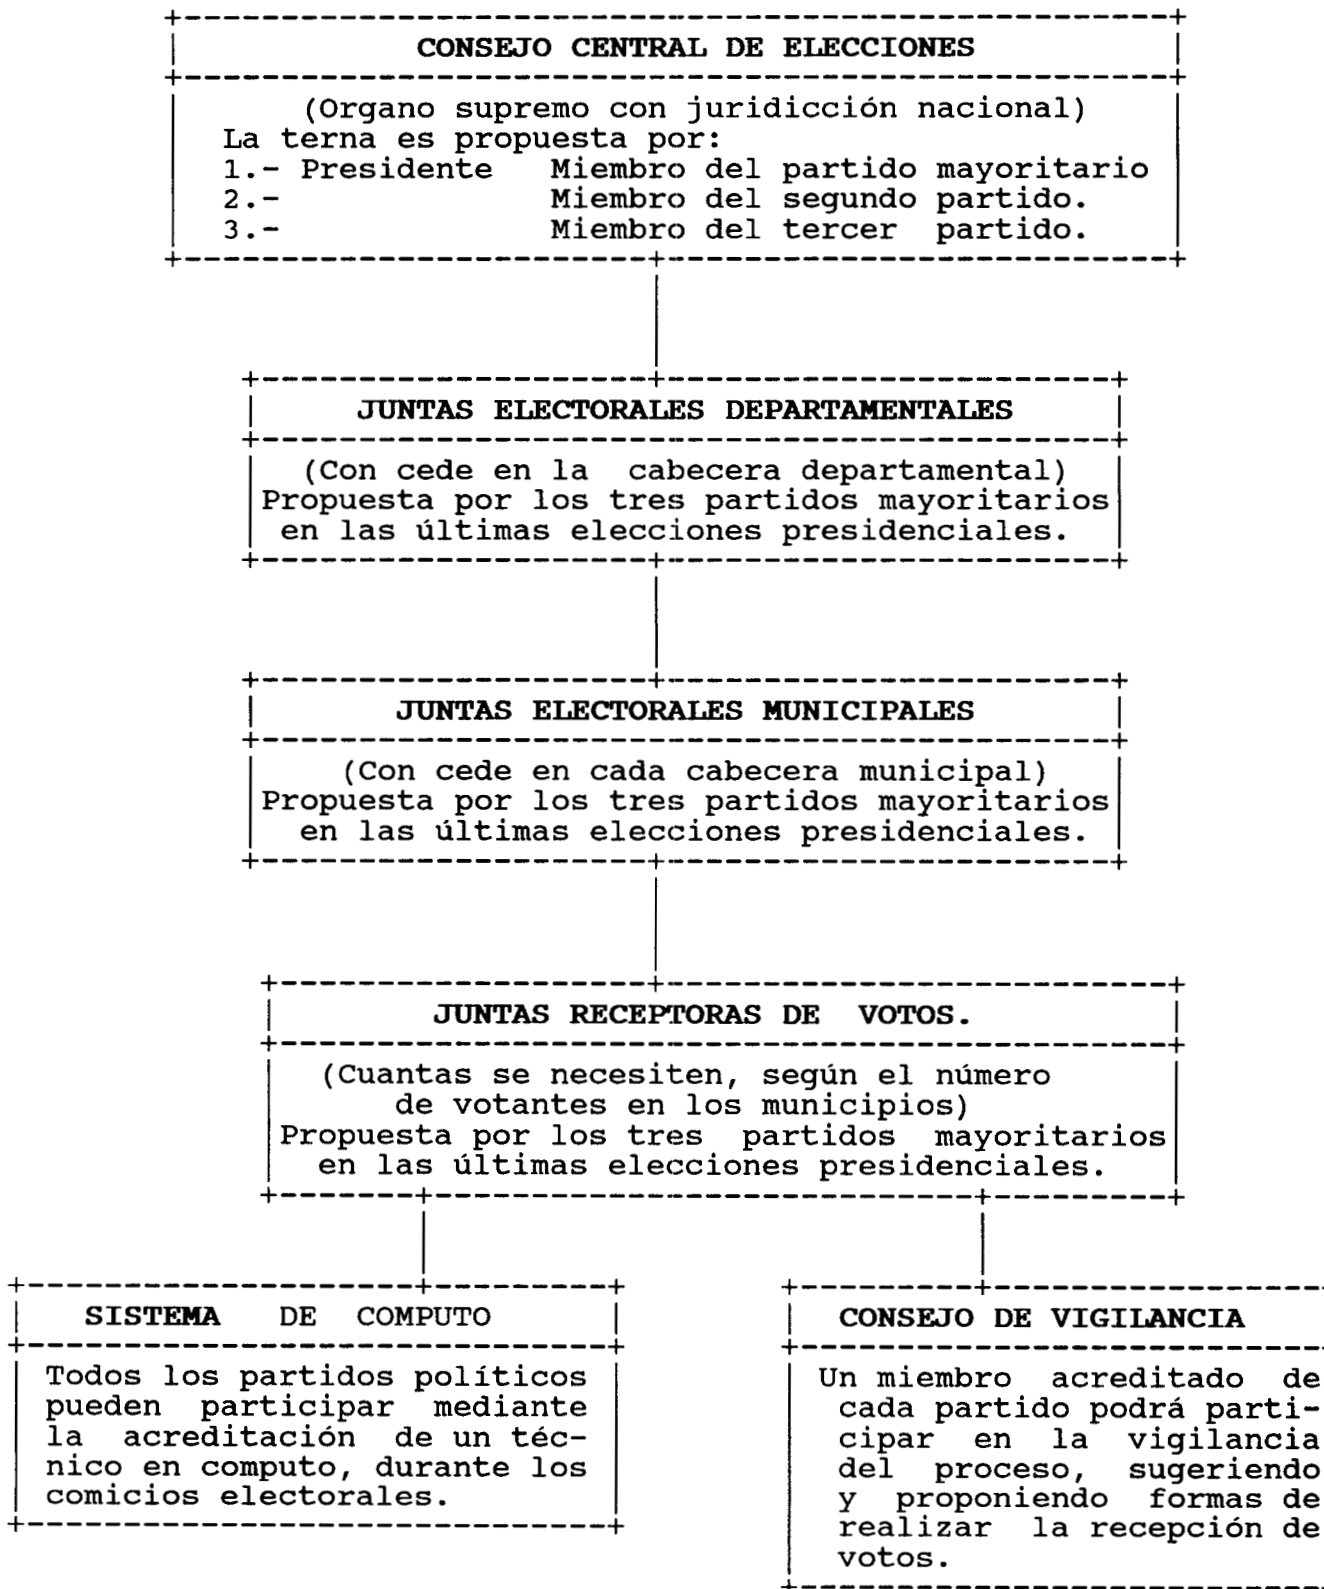 CONSEJO CENTRAL DE ELECCIONES
(Organo supremo con juridicción nacional)
La terna es propuesta por:
1.- Presidente Miembro del partido mayoritario
2.- Miembro del segundo partido.
3.- Miembro del tercer partido.
JUNTAS ELECTORALES DEPARTAMENTALES
(Con cede en la cabecera departamental)
Propuesta por los tres partidos mayoritarios
en las últimas elecciones presidenciales.
JUNTAS ELECTORALES MUNICIPALES
(Con cede en cada cabecera municipal)
Propuesta por los tres partidos mayoritarios
en las últimas elecciones presidenciales.
JUNTAS RECEPTORAS DE VOTOS.
(Cuantas se necesiten, según el número
de votantes en los municipios)
Propuesta por los tres partidos mayoritarios
en las últimas elecciones presidenciales.
SISTEMA DE COMPUTO
Todos los partidos políticos
pueden participar mediante
la acreditación de un téc-
nico en computo, durante los
comicios electorales.
CONSEJO DE VIGILANCIA
Un miembro acreditado de
cada partido podrá parti-
cipar en la vigilancia
del proceso, sugeriendo
y proponiendo formas de
realizar la recepción de
votos.